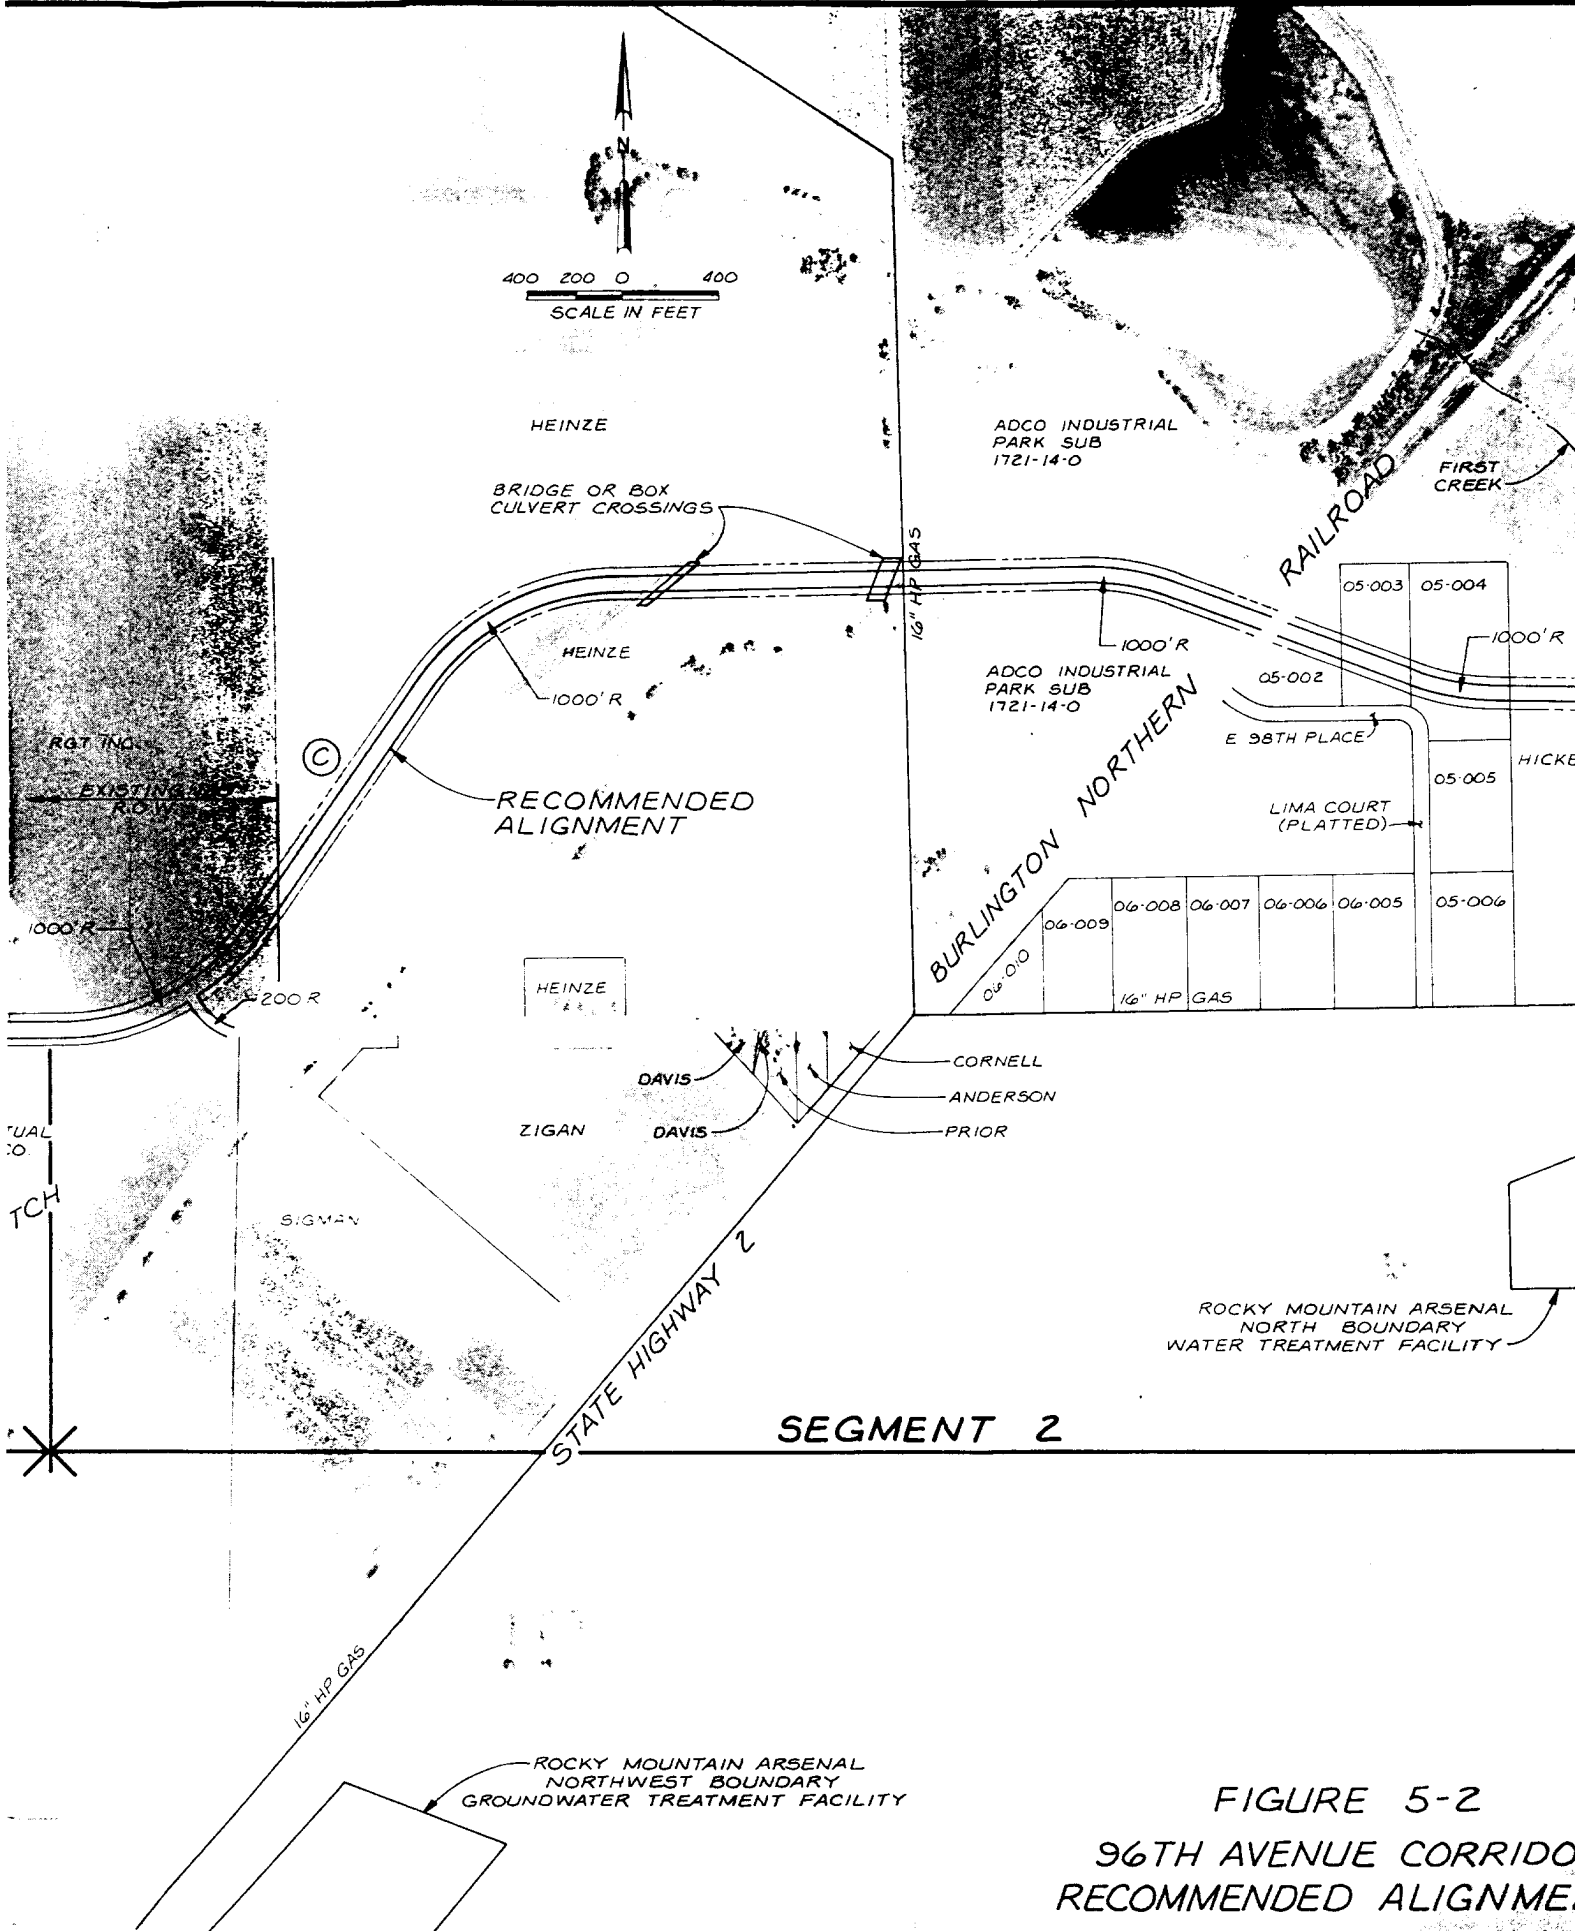 N
400 200 0 400
SCALE IN FEET
HEINZE
ADCO INDUSTRIAL
PARK SUB
1721-14-0
FIRST
CREEK
BRIDGE OR BOX
CULVERT CROSSINGS
16" HP GAS
RAILROAD
05-003 05-004
1000' R
1000' R
HEINZE
ADCO INDUSTRIAL
PARK SUB
1721-14-0
05-002
1000' R
E 98TH PLACE
RGT INC.
C
EXISTING
R.O.W.
HICKE
05-005
RECOMMENDED
ALIGNMENT
NORTHERN
LIMA COURT
(PLATTED)
BURLINGTON
06-010
06-009
06-008 06-007 06-006 06-005 05-006
1000' R
200 R
HEINZE
16" HP GAS
CORNELL
DAVIS
ANDERSON
TUAL
CO.
ZIGAN
DAVIS
PRIOR
TCH
SIGMAN
STATE HIGHWAY 2
ROCKY MOUNTAIN ARSENAL
NORTH BOUNDARY
WATER TREATMENT FACILITY
SEGMENT 2
16" HP GAS
ROCKY MOUNTAIN ARSENAL
NORTHWEST BOUNDARY
GROUNDWATER TREATMENT FACILITY
FIGURE 5-2
96TH AVENUE CORRIDO
RECOMMENDED ALIGNME